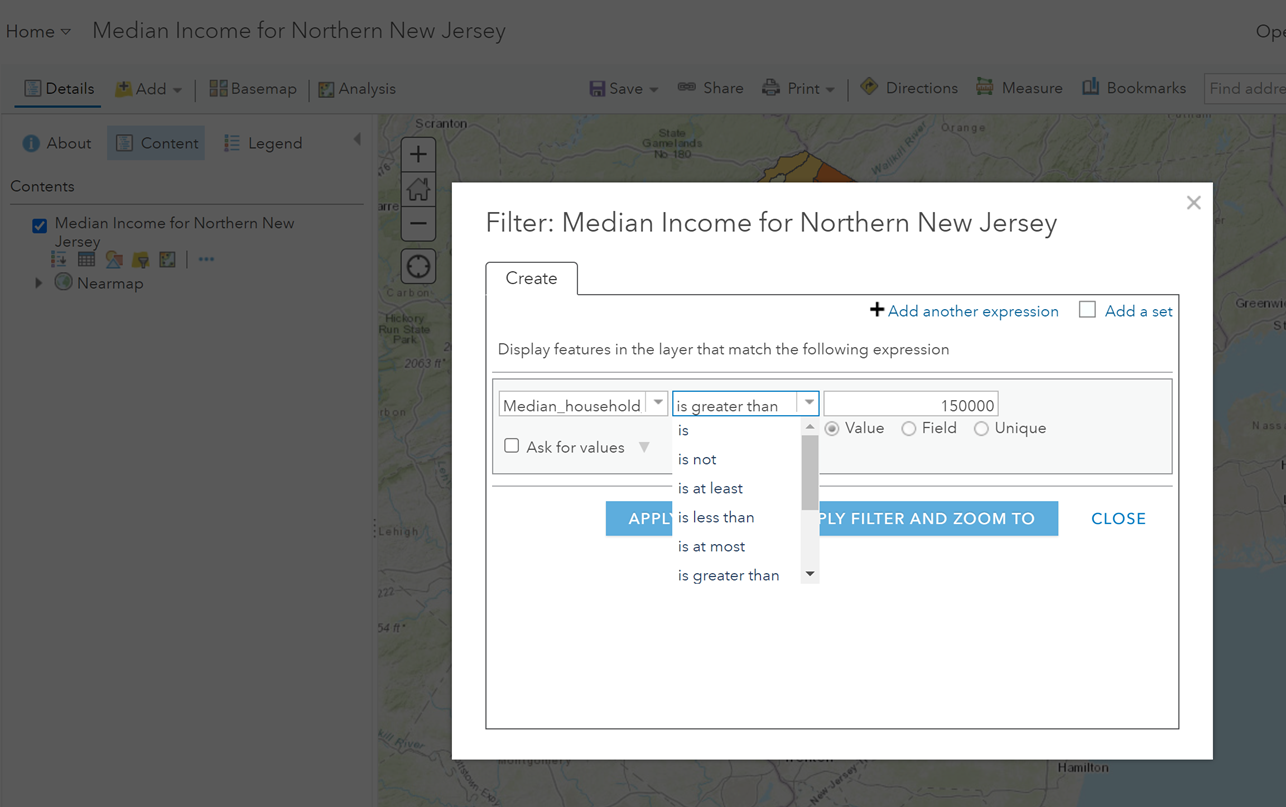 Home Median Income for Northern New Jersey
Details Add Basemap Analysis Save Share Print Directions Measure Bookmarks Find addre
About Content Legend
Contents
Median Income for Northern New
Jersey
Nearmap
Scranton
State
Gamelands
No 180
Wallkill River
Orange
Carbon
Hickory
Run State
Park
2063 ft
Lehigh
Hamilton
Filter: Median Income for Northern New Jersey
Create
Add another expression Add a set
Display features in the layer that match the following expression
Median_household is greater than 150000
Value Field Unique
Ask for values
is
is not
is at least
is less than
is at most
is greater than
APPLY PLY FILTER AND ZOOM TO CLOSE